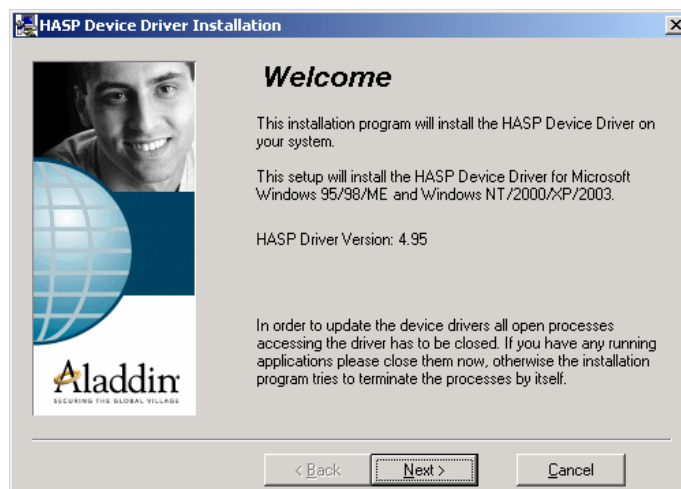 HASP Device Driver Installation
Welcome
This installation program will install the HASP Device Driver on
your system.
This setup will install the HASP Device Driver for Microsoft
Windows 95/98/ME and Windows NT/2000/XP/2003.
HASP Driver Version: 4.95
In order to update the device drivers all open processes
accessing the driver has to be closed. If you have any running
applications please close them now, otherwise the installation
program tries to terminate the processes by itself.
Aladdin
SECURING THE GLOBAL VILLAGE
< Back
Next >
Cancel